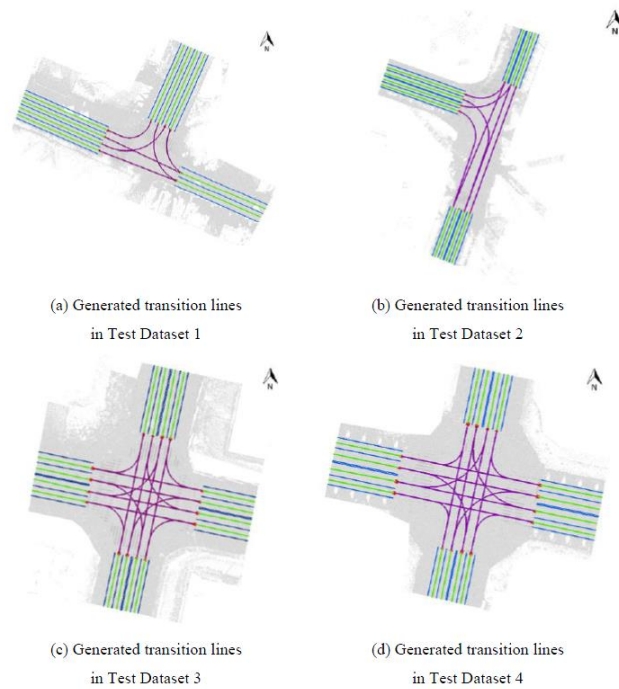 N
N
(a) Generated transition lines
in Test Dataset 1
(b) Generated transition lines
in Test Dataset 2
N
N
(c) Generated transition lines
in Test Dataset 3
(d) Generated transition lines
in Test Dataset 4